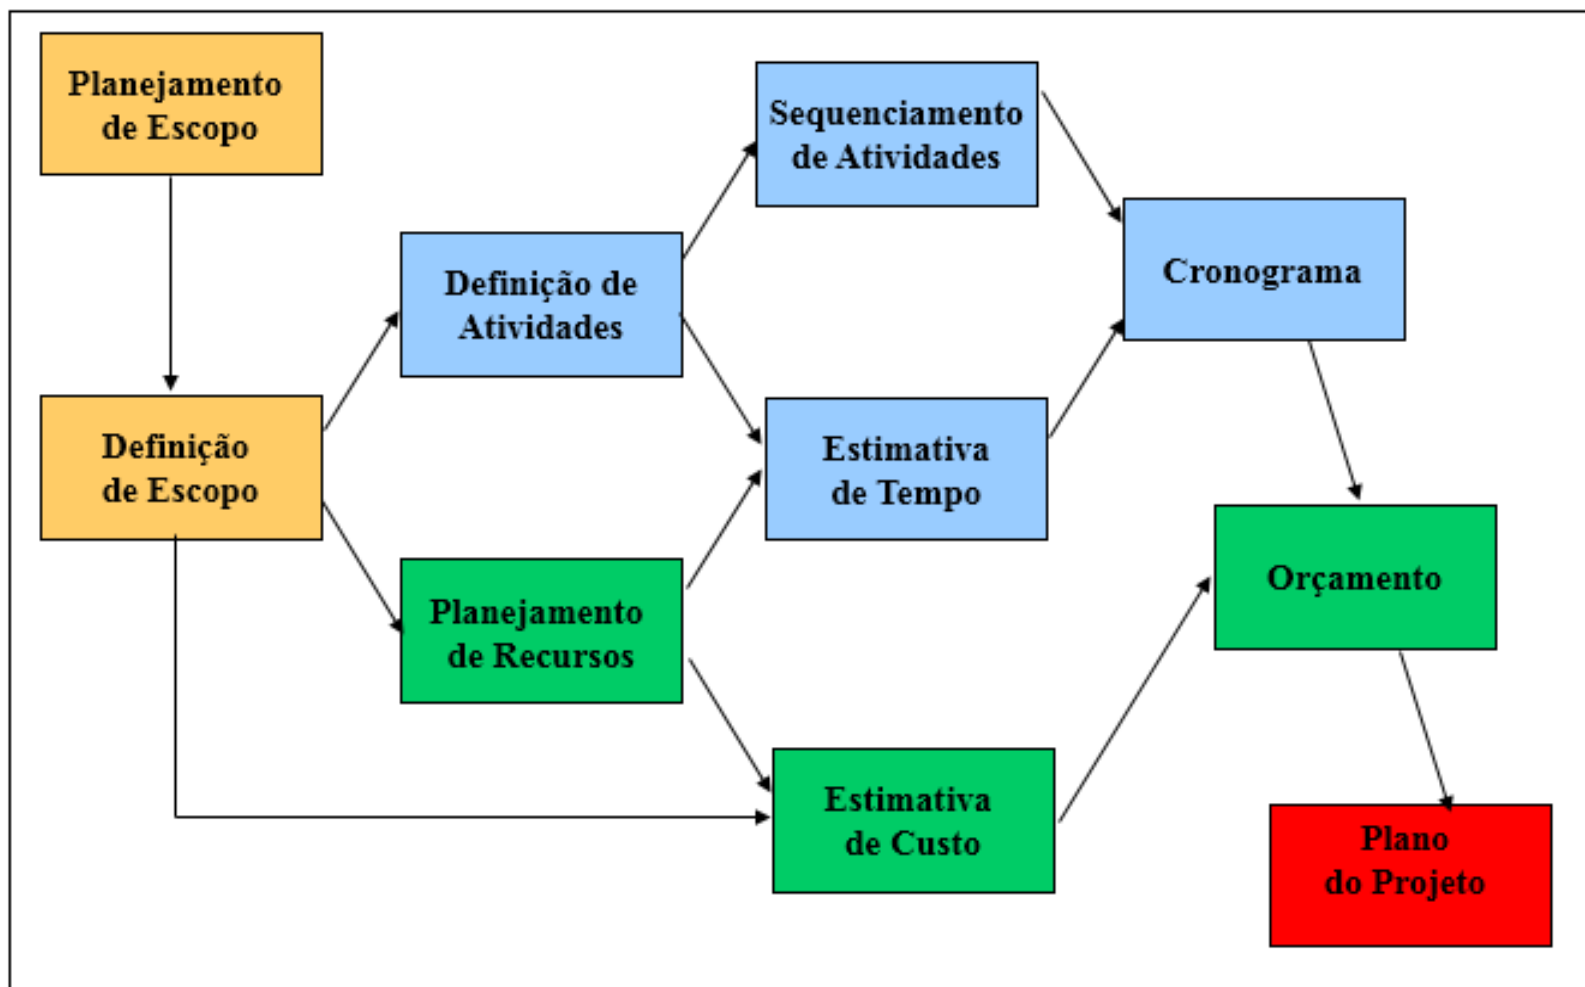 Planejamento
de Escopo
Sequenciamento
de Atividades
Definição de
Atividades
Cronograma
Definição
de Escopo
Estimativa
de Tempo
Planejamento
de Recursos
Orçamento
Estimativa
de Custo
Plano
do Projeto